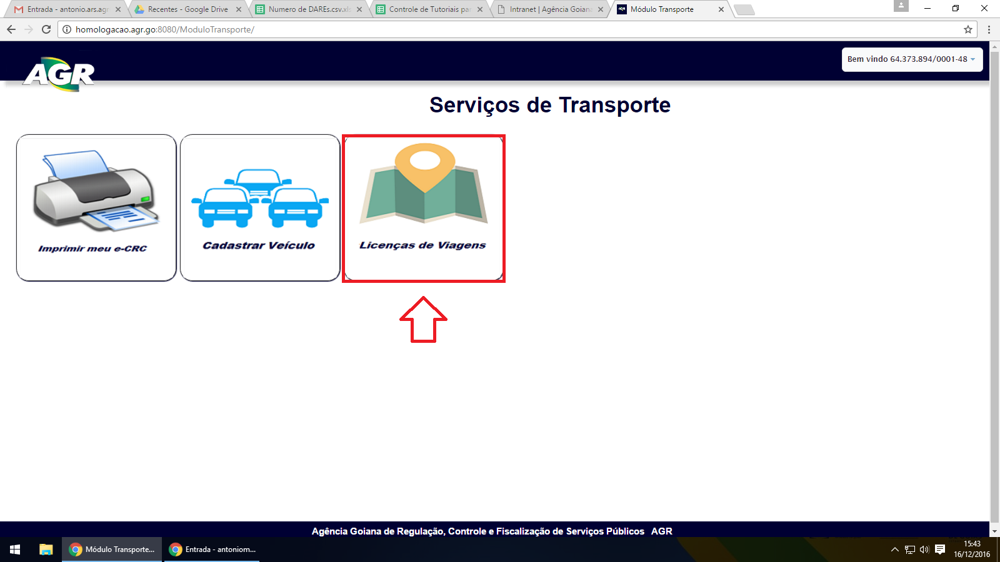 Entrada - antonio.ars.agr
Recentes - Google Drive
Numero de DAREs.csv.xls
Controle de Tutoriais par
Intranet | Agência Goiana
Módulo Transporte
homologacao.agr.go:8080/ModuloTransporte/
AGR
Bem vindo 64.373.894/0001-48
Serviços de Transporte
Imprimir meu e-CRC
Cadastrar Veículo
Licenças de Viagens
Agência Goiana de Regulação, Controle e Fiscalização de Serviços Públicos AGR
Módulo Transporte...
Entrada - antoniom...
15:43
16/12/2016